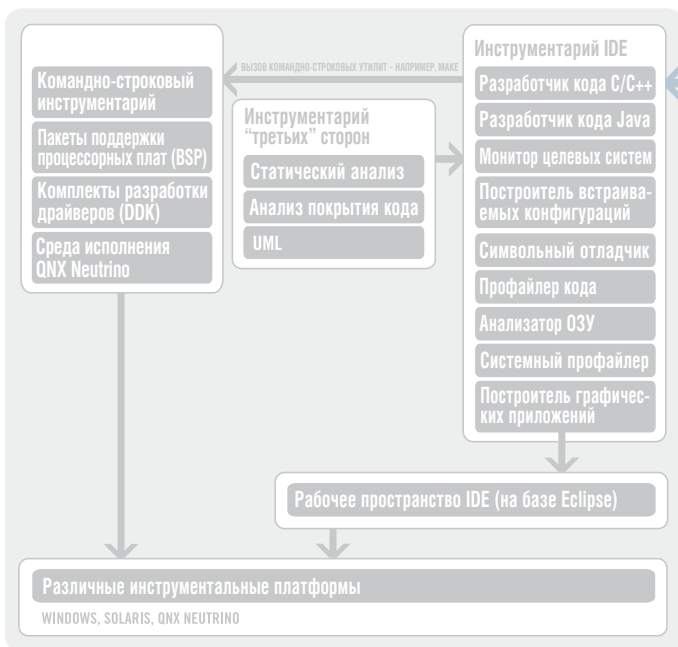 Командно-строковый
инструментарий
Пакеты поддержки
процессорных плат (BSP)
Комплекты разработки
драйверов (DDK)
Среда исполнения
QNX Neutrino
ВЫЗОВ КОМАНДНО-СТРОКОВЫХ УТИЛИТ - НАПРИМЕР, MAKE
Инструментарий
“третьих” сторон
Статический анализ
Анализ покрытия кода
UML
Инструментарий IDE
Разработчик кода C/C++
Разработчик кода Java
Монитор целевых систем
Построитель встраива-
емых конфигураций
Символьный отладчик
Профайлер кода
Анализатор ОЗУ
Системный профайлер
Построитель графичес-
ких приложений
Рабочее пространство IDE (на базе Eclipse)
Различные инструментальные платформы
WINDOWS, SOLARIS, QNX NEUTRINO